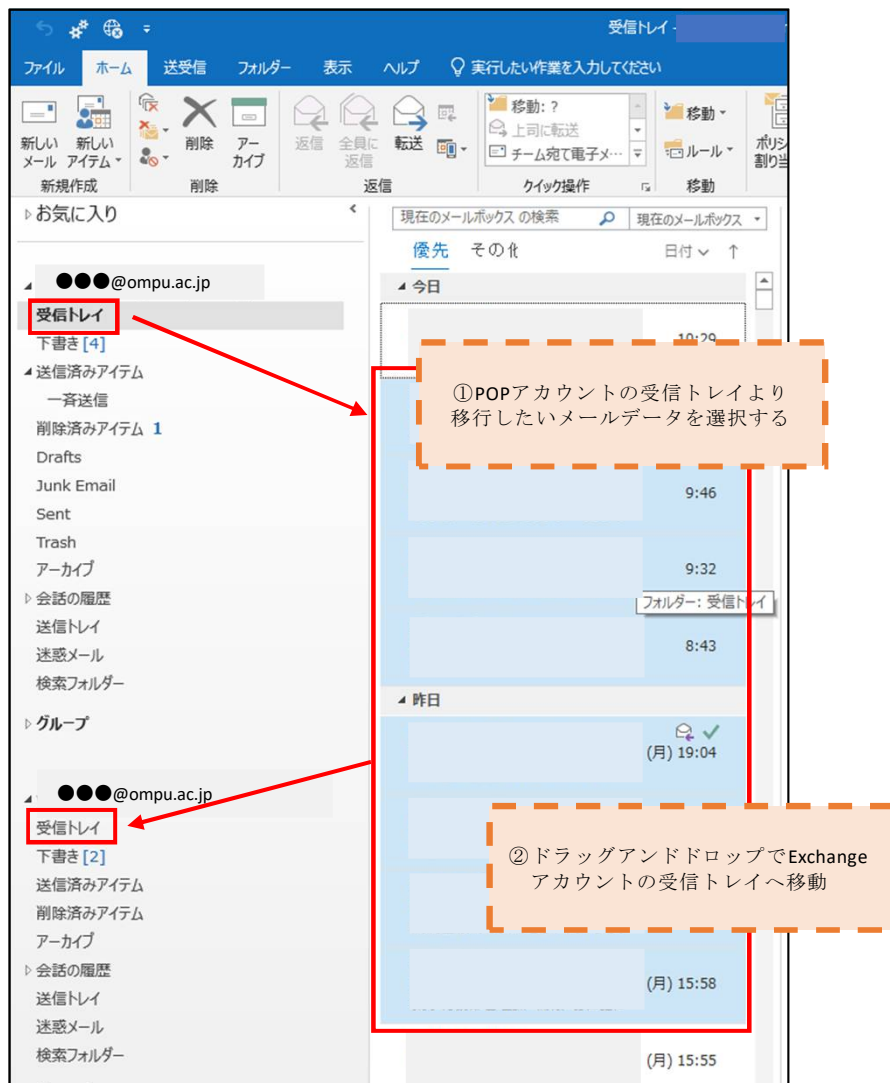 受信トレイ -
ファイル ホーム 送受信 フォルダー 表示 ヘルプ 実行したい作業を入力してください
新しい
メール
新しい
アイテム
削除
アー
カイブ
返信
全員に
返信
転送
移動: ?
上司に転送
チーム宛て電子メ…
移動
ルール
ポリシ
割り当
新規作成 削除 返信 クイック操作 移動
お気に入り
現在のメールボックス の検索 現在のメールボックス
優先 その他 日付 ↑
●●●@ompu.ac.jp
受信トレイ
下書き [4]
送信済みアイテム
一斉送信
削除済みアイテム 1
Drafts
Junk Email
Sent
Trash
アーカイブ
会話の履歴
送信トレイ
迷惑メール
検索フォルダー
グループ
●●●@ompu.ac.jp
受信トレイ
下書き [2]
送信済みアイテム
削除済みアイテム
アーカイブ
会話の履歴
送信トレイ
迷惑メール
検索フォルダー
今日
10:29
①POPアカウントの受信トレイより
移行したいメールデータを選択する
9:46
9:32
フォルダー: 受信トレイ
8:43
昨日
(月) 19:04
②ドラッグアンドドロップでExchange
アカウントの受信トレイへ移動
(月) 15:58
(月) 15:55